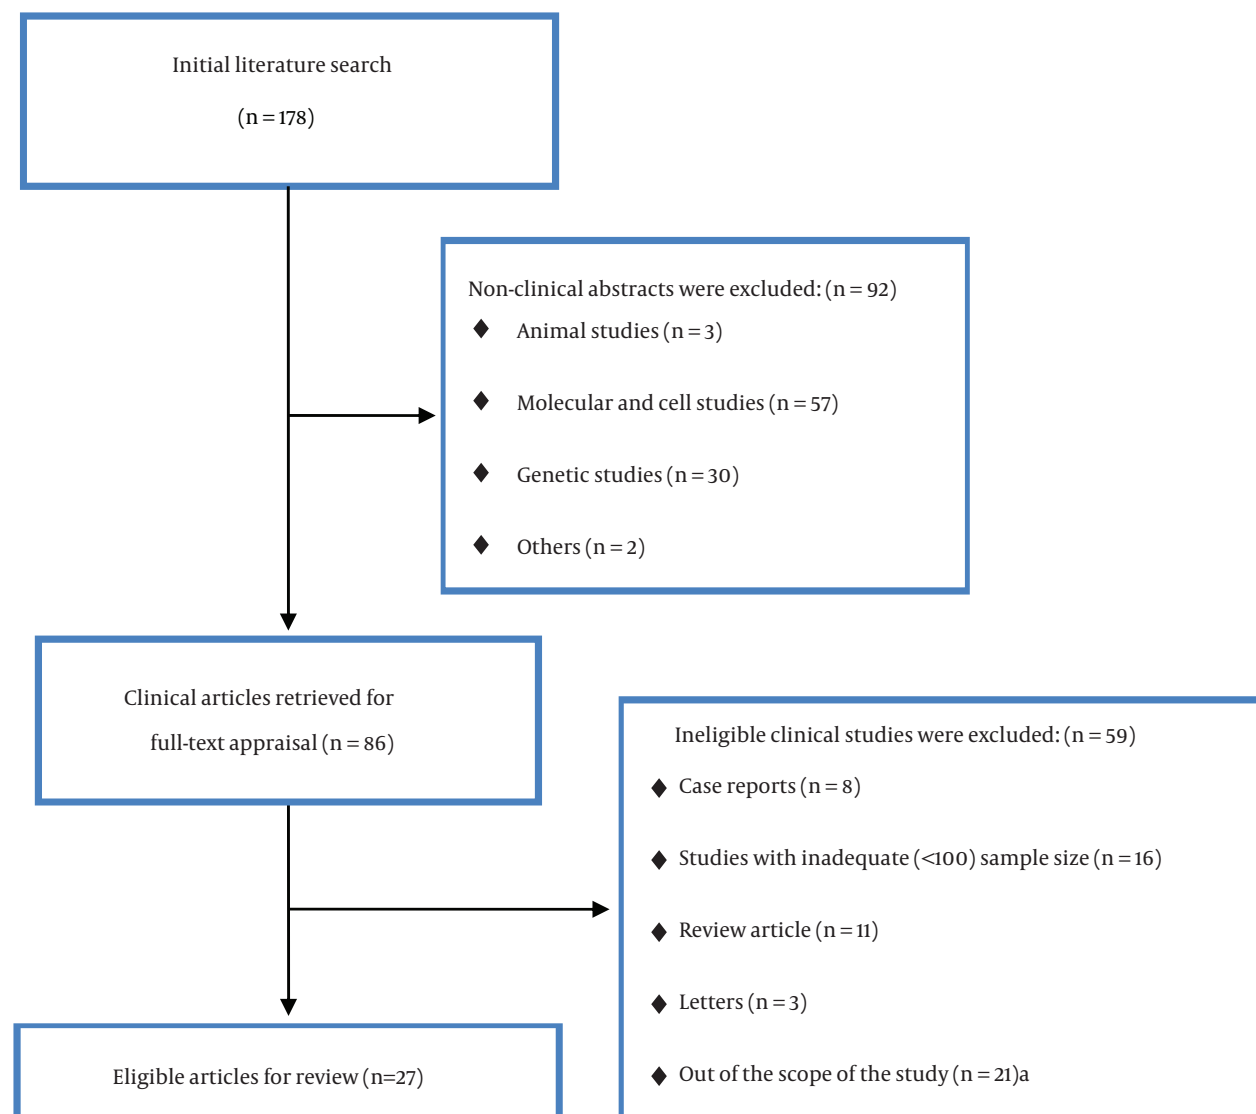 Initial literature search
(n = 178)
Non-clinical abstracts were excluded: (n = 92)
♦ Animal studies (n = 3)
♦ Molecular and cell studies (n = 57)
♦ Genetic studies (n = 30)
♦ Others (n = 2)
Clinical articles retrieved for
full-text appraisal (n = 86)
Ineligible clinical studies were excluded: (n = 59)
♦ Case reports (n = 8)
♦ Studies with inadequate (<100) sample size (n = 16)
♦ Review article (n = 11)
♦ Letters (n = 3)
♦ Out of the scope of the study (n = 21)a
Eligible articles for review (n=27)